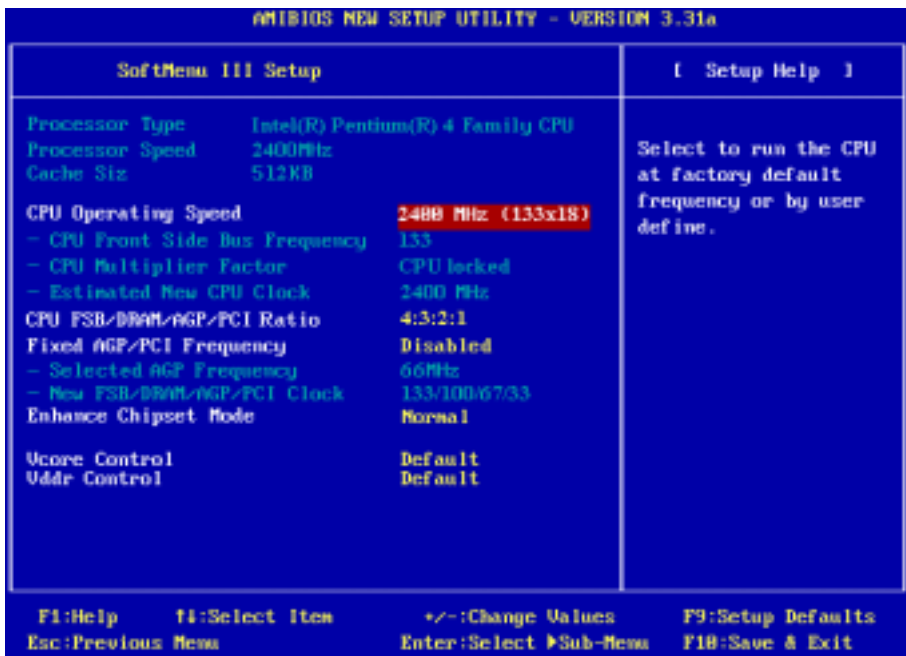 AMIBIOS NEW SETUP UTILITY - VERSION 3.31a
SoftMenu III Setup
[ Setup Help ]
Processor Type Intel(R) Pentium(R) 4 Family CPU
Processor Speed 2400MHz
Cache Siz 512KB
CPU Operating Speed 2400 MHz (133x18)
- CPU Front Side Bus Frequency 133
- CPU Multiplier Factor CPU locked
- Estimated New CPU Clock 2400 MHz
CPU FSB/DRAM/AGP/PCI Ratio 4:3:2:1
Fixed AGP/PCI Frequency Disabled
- Selected AGP Frequency 66MHz
- New FSB/DRAM/AGP/PCI Clock 133/100/67/33
Enhance Chipset Mode Normal
Vcore Control Default
Vddr Control Default
Select to run the CPU
at factory default
frequency or by user
define.
F1:Help ↑↓:Select Item +/-:Change Values F9:Setup Defaults
Esc:Previous Menu Enter:Select ▶Sub-Menu F10:Save & Exit